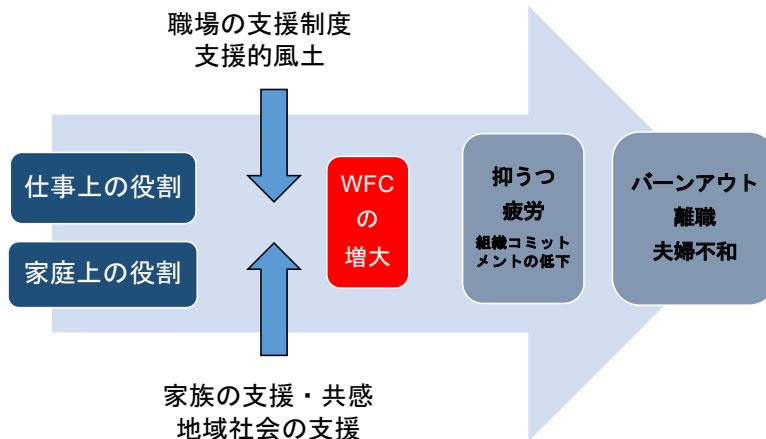 職場の支援制度
支援的風土
仕事上の役割
家庭上の役割
WFC
の
増大
抑うつ
疲労
組織コミット
メントの低下
バーンアウト
離職
夫婦不和
家族の支援・共感
地域社会の支援